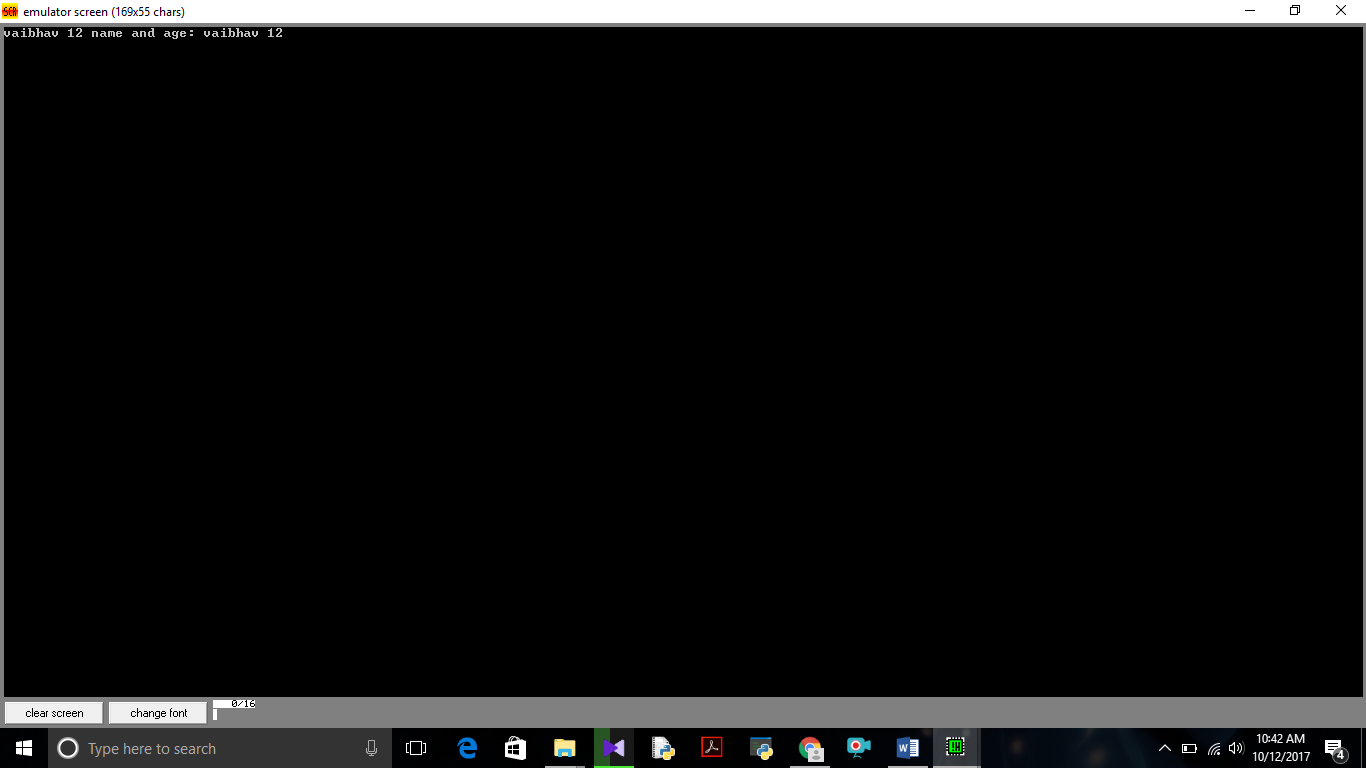 emulator screen (169x55 chars)
vaibhav 12 name and age: vaibhav 12
clear screen
change font
0/16
Type here to search
10:42 AM
10/12/2017
4